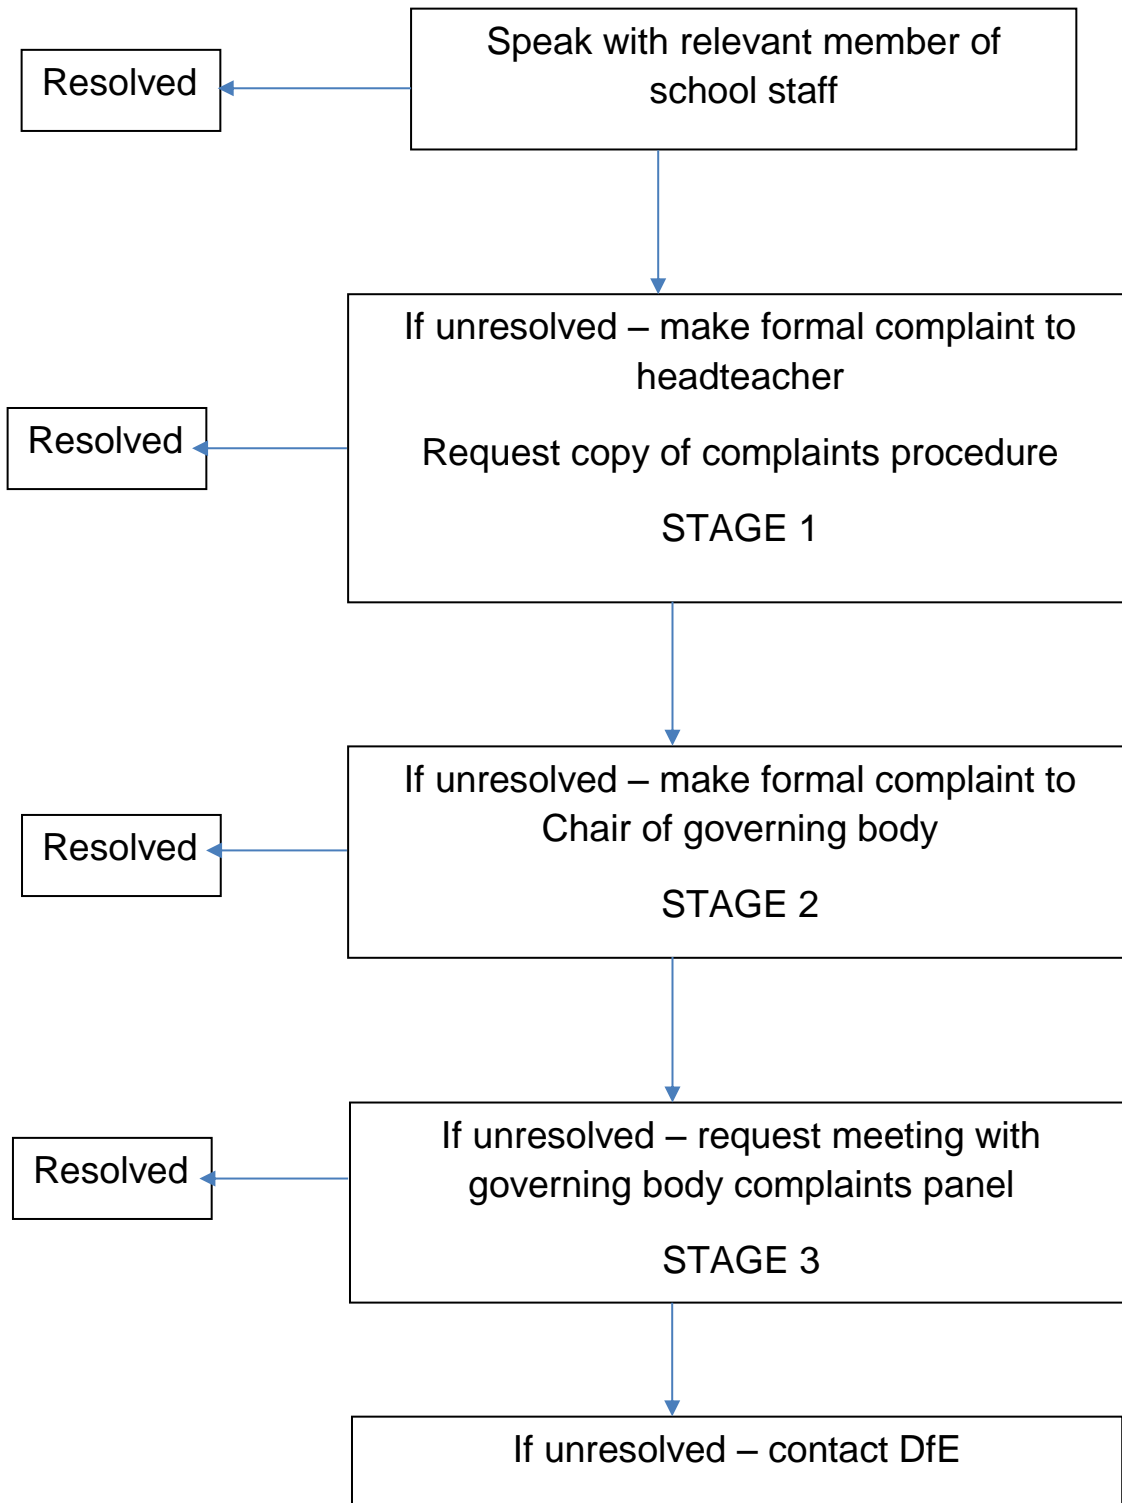 Speak with relevant member of
school staff
Resolved
If unresolved – make formal complaint to
headteacher
Request copy of complaints procedure
STAGE 1
Resolved
If unresolved – make formal complaint to
Chair of governing body
STAGE 2
Resolved
If unresolved – request meeting with
governing body complaints panel
STAGE 3
Resolved
If unresolved – contact DfE